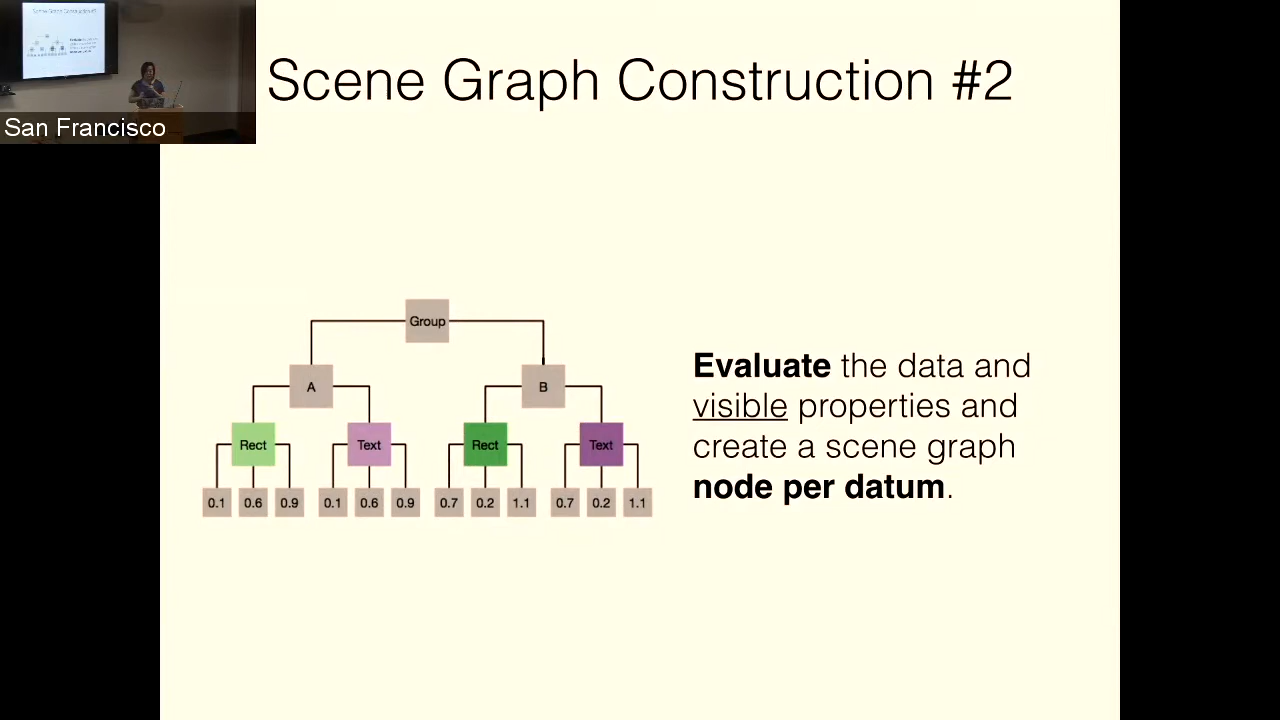 Scene Graph Construction #2
San Francisco
Group
A
B
Rect
Text
Rect
Text
0.1 0.6 0.9 0.1 0.6 0.9 0.7 0.2 1.1 0.7 0.2 1.1
Evaluate the data and
visible properties and
create a scene graph
node per datum.